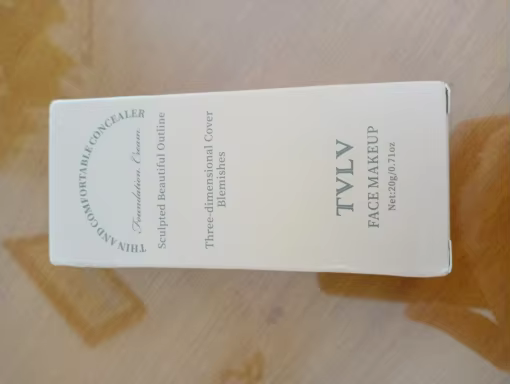 THIN AND COMFORTABLE CONCEALER
Foundation Cream
Sculpted Beautiful Outline
Three-dimensional Cover
Blemishes
TVLV
FACE MAKEUP
Net:20g/0.71oz